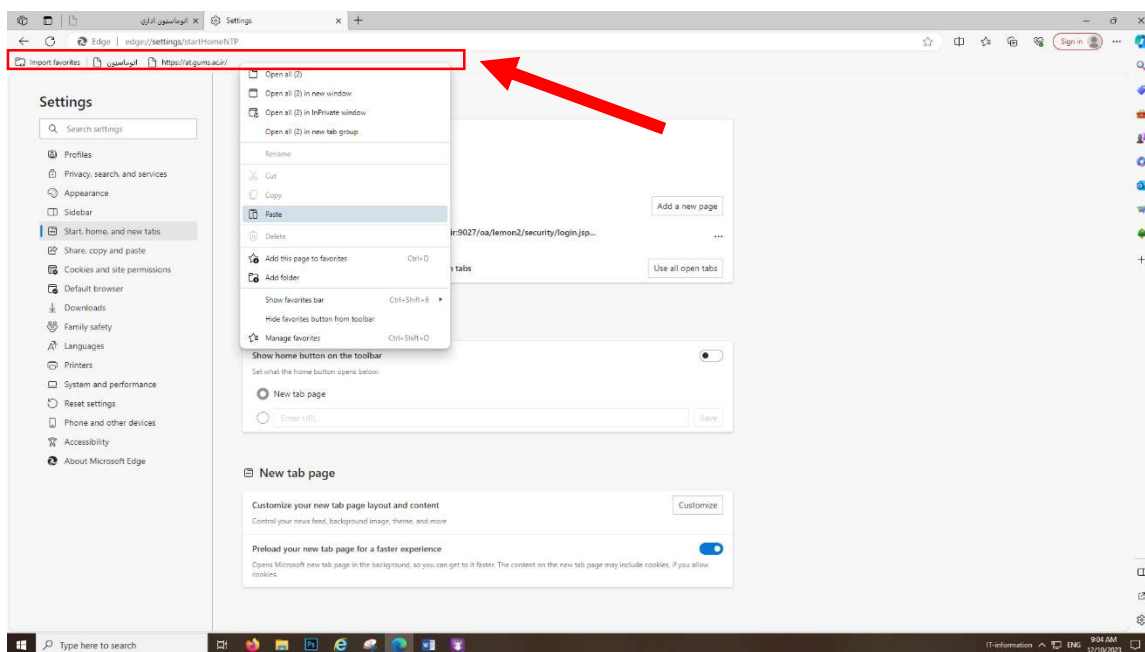 اتوماسیون اداری
Settings
Edge | edge://settings/startHomeNTP
Sign in
Import favorites
اتوماسیون
https://at.gums.ac.ir/
Open all (2)
Open all (2) in new window
Open all (2) in InPrivate window
Open all (2) in new tab group
Rename
Cut
Copy
Paste
Delete
Add this page to favorites Ctrl+D
Add folder
Show favorites bar Ctrl+Shift+B
Hide favorites button from toolbar
Manage favorites Ctrl+Shift+O
Settings
Search settings
Profiles
Privacy, search, and services
Appearance
Sidebar
Start, home, and new tabs
Share, copy and paste
Cookies and site permissions
Default browser
Downloads
Family safety
Languages
Printers
System and performance
Reset settings
Phone and other devices
Accessibility
About Microsoft Edge
Add a new page
ir:9027/oa/lemon2/security/login.jsp...
tabs
Use all open tabs
Show home button on the toolbar
Set what the home button opens below:
New tab page
Enter URL
Save
New tab page
Customize your new tab page layout and content
Customize
Control your news feed, background image, theme, and more
Preload your new tab page for a faster experience
Opens Microsoft new tab page in the background, so you can get to it faster. The content on the new tab page may include cookies, if you allow
cookies.
Type here to search
Ps
IT-information
ENG
9:04 AM
12/10/2023